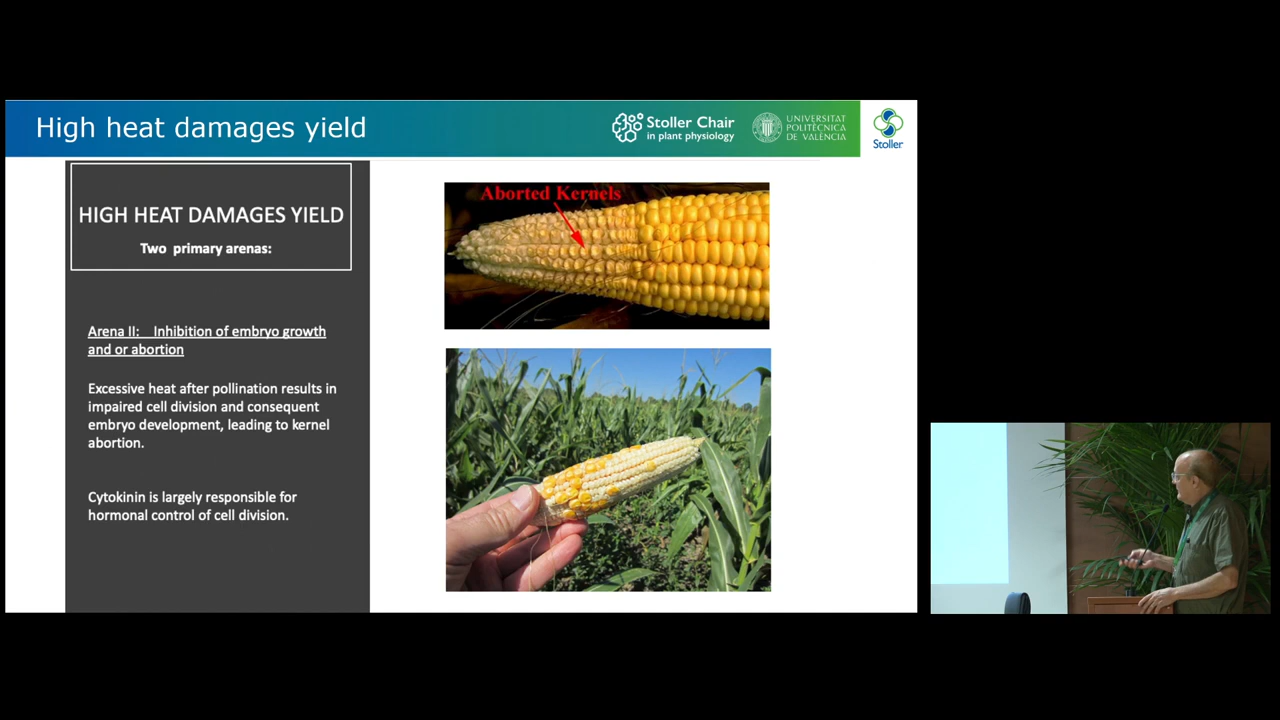 High heat damages yield
Stoller Chair
in plant physiology
UNIVERSITAT
POLITÈCNICA
DE VALÈNCIA
Stoller
HIGH HEAT DAMAGES YIELD
Two primary arenas:
Arena II: Inhibition of embryo growth
and or abortion
Excessive heat after pollination results in
impaired cell division and consequent
embryo development, leading to kernel
abortion.
Cytokinin is largely responsible for
hormonal control of cell division.
Aborted Kernels